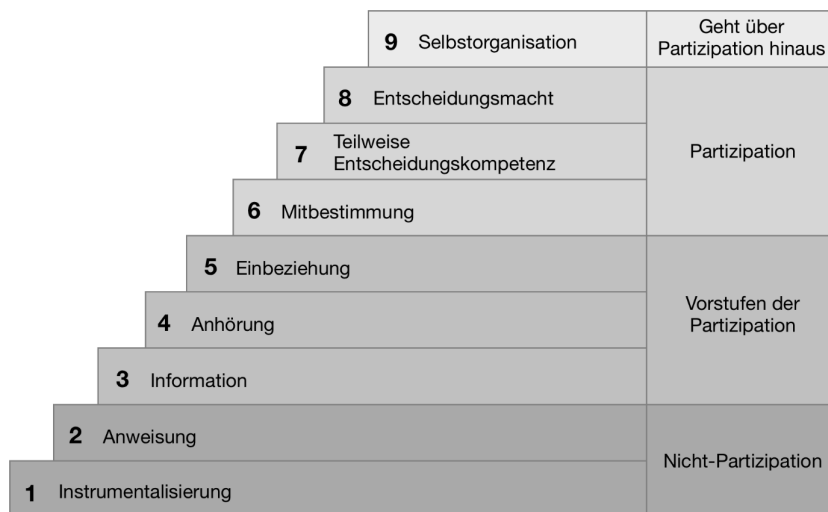 9 Selbstorganisation
Geht über
Partizipation hinaus
8 Entscheidungsmacht
7 Teilweise
Entscheidungskompetenz
Partizipation
6 Mitbestimmung
5 Einbeziehung
4 Anhörung
Vorstufen der
Partizipation
3 Information
2 Anweisung
Nicht-Partizipation
1 Instrumentalisierung